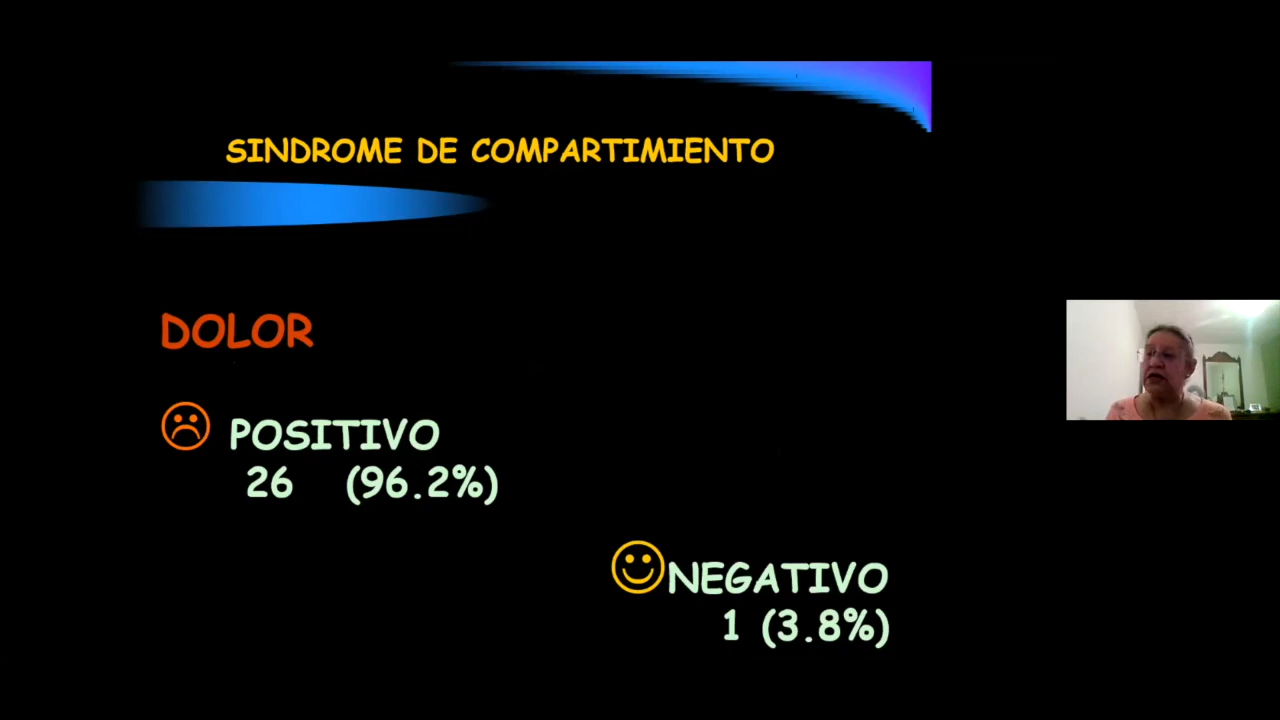 SINDROME DE COMPARTIMIENTO
DOLOR
POSITIVO
26 (96.2%)
NEGATIVO
1 (3.8%)